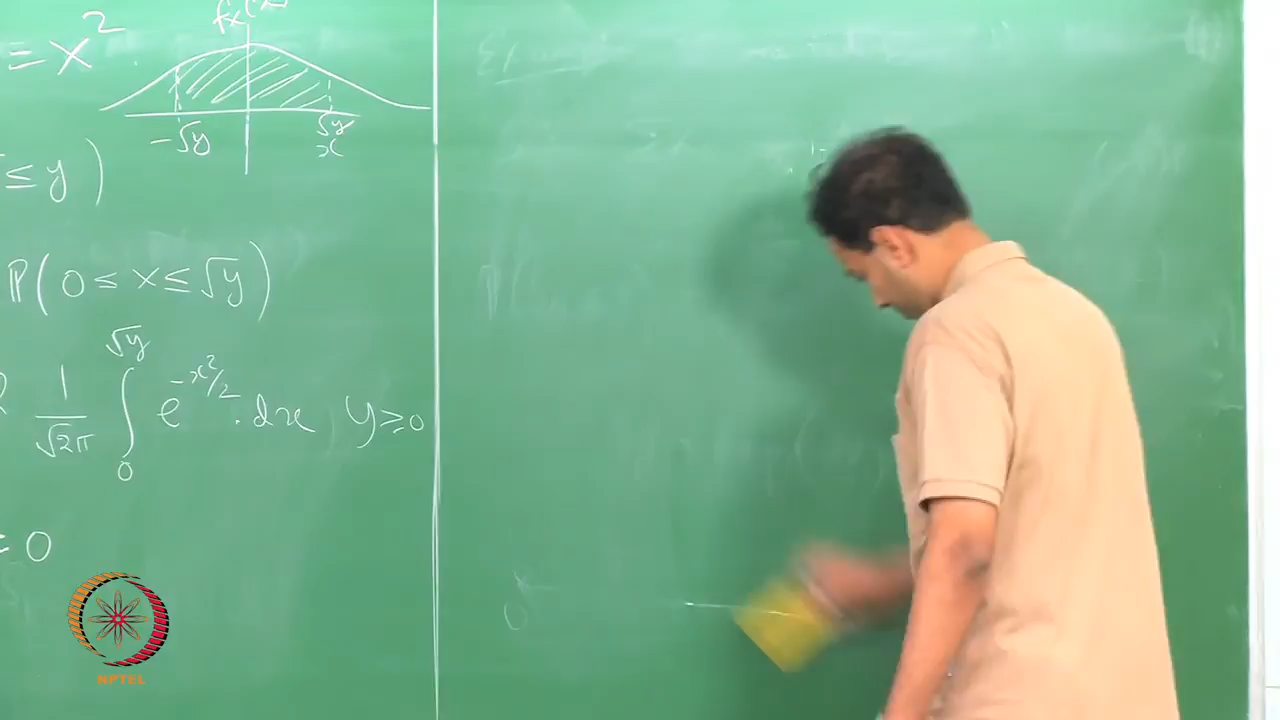 fx(x)
= X² .
-√y √y
x
≤ y )
ℙ( 0 ≤ X ≤ √y )
1/√2π ∫₀^√y e^(-x²/2) . dx , y ≥ 0
= 0
NPTEL